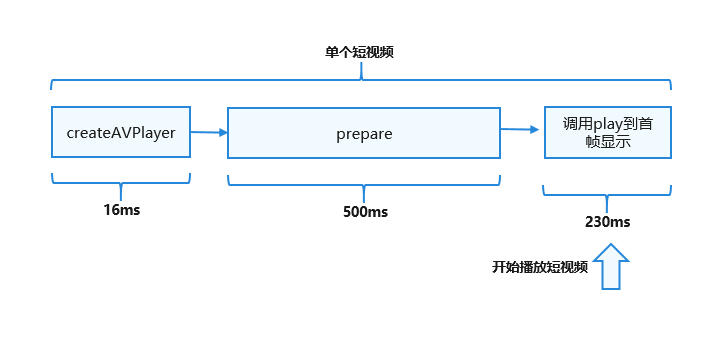 单个短视频
createAVPlayer
prepare
调用play到首
帧显示
16ms
500ms
230ms
开始播放短视频